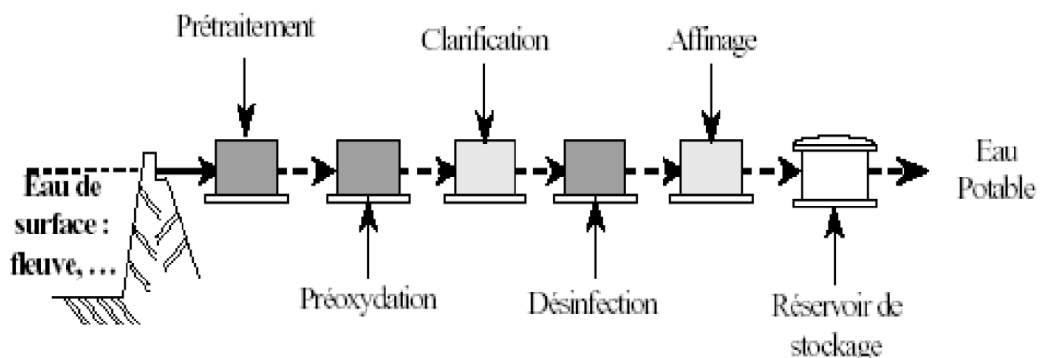 Prétraitement
Clarification
Affinage
Eau de
surface :
fleuve, …
Eau
Potable
Préoxydation
Désinfection
Réservoir de
stockage